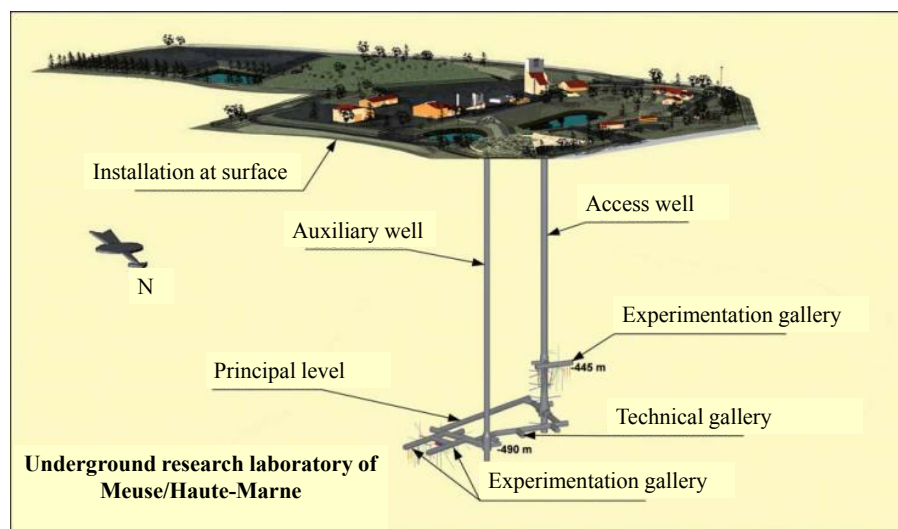 Installation at surface
Access well
Auxiliary well
N
Experimentation gallery
-445 m
Principal level
Technical gallery
-490 m
Underground research laboratory of
Meuse/Haute-Marne
Experimentation gallery